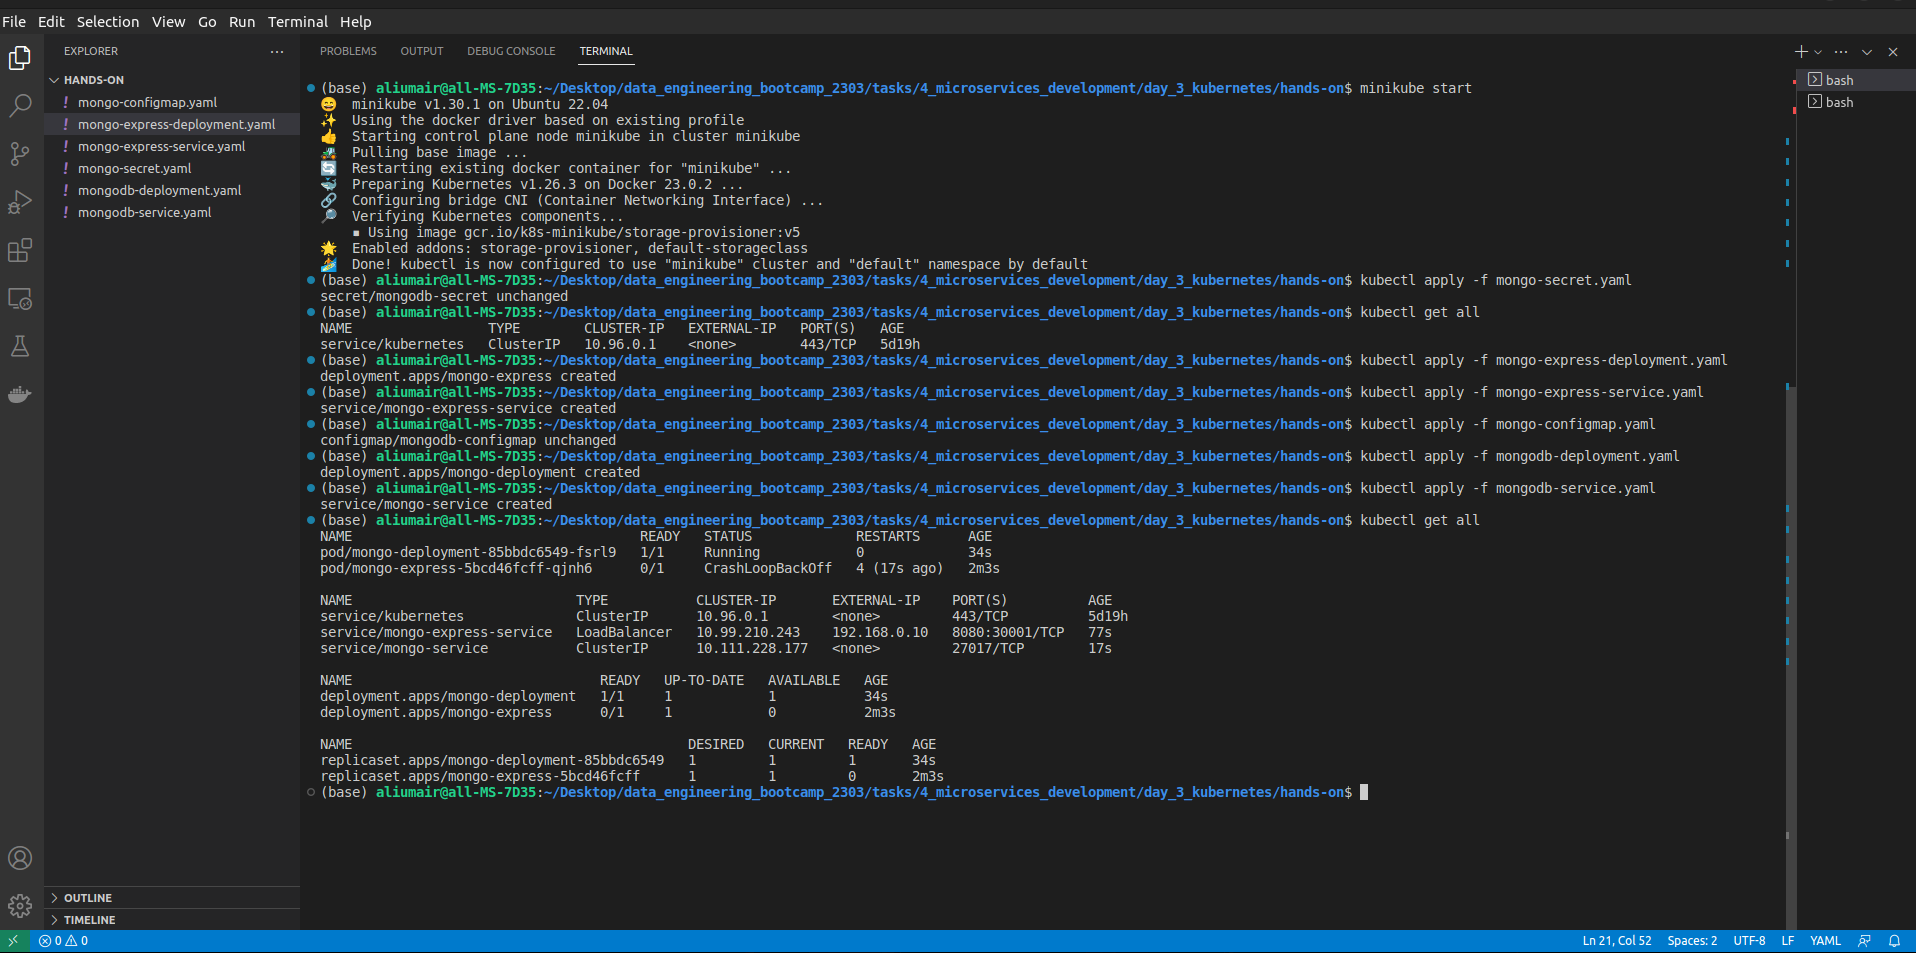 File Edit Selection View Go Run Terminal Help
EXPLORER
HANDS-ON
! mongo-configmap.yaml
! mongo-express-deployment.yaml
! mongo-express-service.yaml
! mongo-secret.yaml
! mongodb-deployment.yaml
! mongodb-service.yaml
OUTLINE
TIMELINE
PROBLEMS OUTPUT DEBUG CONSOLE TERMINAL
(base) aliumair@all-MS-7D35:~/Desktop/data_engineering_bootcamp_2303/tasks/4_microservices_development/day_3_kubernetes/hands-on$ minikube start
😄 minikube v1.30.1 on Ubuntu 22.04
✨ Using the docker driver based on existing profile
👍 Starting control plane node minikube in cluster minikube
🚜 Pulling base image ...
🔄 Restarting existing docker container for "minikube" ...
🐳 Preparing Kubernetes v1.26.3 on Docker 23.0.2 ...
🔗 Configuring bridge CNI (Container Networking Interface) ...
🔎 Verifying Kubernetes components...
▪ Using image gcr.io/k8s-minikube/storage-provisioner:v5
🌟 Enabled addons: storage-provisioner, default-storageclass
🏄 Done! kubectl is now configured to use "minikube" cluster and "default" namespace by default
(base) aliumair@all-MS-7D35:~/Desktop/data_engineering_bootcamp_2303/tasks/4_microservices_development/day_3_kubernetes/hands-on$ kubectl apply -f mongo-secret.yaml
secret/mongodb-secret unchanged
(base) aliumair@all-MS-7D35:~/Desktop/data_engineering_bootcamp_2303/tasks/4_microservices_development/day_3_kubernetes/hands-on$ kubectl get all
NAME TYPE CLUSTER-IP EXTERNAL-IP PORT(S) AGE
service/kubernetes ClusterIP 10.96.0.1 <none> 443/TCP 5d19h
(base) aliumair@all-MS-7D35:~/Desktop/data_engineering_bootcamp_2303/tasks/4_microservices_development/day_3_kubernetes/hands-on$ kubectl apply -f mongo-express-deployment.yaml
deployment.apps/mongo-express created
(base) aliumair@all-MS-7D35:~/Desktop/data_engineering_bootcamp_2303/tasks/4_microservices_development/day_3_kubernetes/hands-on$ kubectl apply -f mongo-express-service.yaml
service/mongo-express-service created
(base) aliumair@all-MS-7D35:~/Desktop/data_engineering_bootcamp_2303/tasks/4_microservices_development/day_3_kubernetes/hands-on$ kubectl apply -f mongo-configmap.yaml
configmap/mongodb-configmap unchanged
(base) aliumair@all-MS-7D35:~/Desktop/data_engineering_bootcamp_2303/tasks/4_microservices_development/day_3_kubernetes/hands-on$ kubectl apply -f mongodb-deployment.yaml
deployment.apps/mongo-deployment created
(base) aliumair@all-MS-7D35:~/Desktop/data_engineering_bootcamp_2303/tasks/4_microservices_development/day_3_kubernetes/hands-on$ kubectl apply -f mongodb-service.yaml
service/mongo-service created
(base) aliumair@all-MS-7D35:~/Desktop/data_engineering_bootcamp_2303/tasks/4_microservices_development/day_3_kubernetes/hands-on$ kubectl get all
NAME READY STATUS RESTARTS AGE
pod/mongo-deployment-85bbdc6549-fsrl9 1/1 Running 0 34s
pod/mongo-express-5bcd46fcff-qjnh6 0/1 CrashLoopBackOff 4 (17s ago) 2m3s
NAME TYPE CLUSTER-IP EXTERNAL-IP PORT(S) AGE
service/kubernetes ClusterIP 10.96.0.1 <none> 443/TCP 5d19h
service/mongo-express-service LoadBalancer 10.99.210.243 192.168.0.10 8080:30001/TCP 77s
service/mongo-service ClusterIP 10.111.228.177 <none> 27017/TCP 17s
NAME READY UP-TO-DATE AVAILABLE AGE
deployment.apps/mongo-deployment 1/1 1 1 34s
deployment.apps/mongo-express 0/1 1 0 2m3s
NAME DESIRED CURRENT READY AGE
replicaset.apps/mongo-deployment-85bbdc6549 1 1 1 34s
replicaset.apps/mongo-express-5bcd46fcff 1 1 0 2m3s
(base) aliumair@all-MS-7D35:~/Desktop/data_engineering_bootcamp_2303/tasks/4_microservices_development/day_3_kubernetes/hands-on$
bash
bash
0 0
Ln 21, Col 52 Spaces: 2 UTF-8 LF YAML